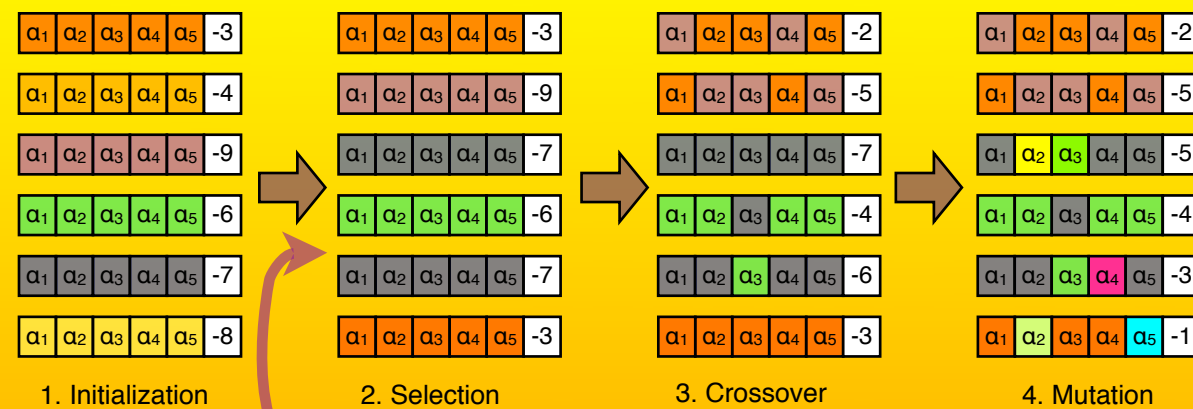 α₁ α₂ α₃ α₄ α₅ -3 α₁ α₂ α₃ α₄ α₅ -3 α₁ α₂ α₃ α₄ α₅ -2 α₁ α₂ α₃ α₄ α₅ -2
α₁ α₂ α₃ α₄ α₅ -4 α₁ α₂ α₃ α₄ α₅ -9 α₁ α₂ α₃ α₄ α₅ -5 α₁ α₂ α₃ α₄ α₅ -5
α₁ α₂ α₃ α₄ α₅ -9 α₁ α₂ α₃ α₄ α₅ -7 α₁ α₂ α₃ α₄ α₅ -7 α₁ α₂ α₃ α₄ α₅ -5
α₁ α₂ α₃ α₄ α₅ -6 α₁ α₂ α₃ α₄ α₅ -6 α₁ α₂ α₃ α₄ α₅ -4 α₁ α₂ α₃ α₄ α₅ -4
α₁ α₂ α₃ α₄ α₅ -7 α₁ α₂ α₃ α₄ α₅ -7 α₁ α₂ α₃ α₄ α₅ -6 α₁ α₂ α₃ α₄ α₅ -3
α₁ α₂ α₃ α₄ α₅ -8 α₁ α₂ α₃ α₄ α₅ -3 α₁ α₂ α₃ α₄ α₅ -3 α₁ α₂ α₃ α₄ α₅ -1
1. Initialization 2. Selection 3. Crossover 4. Mutation